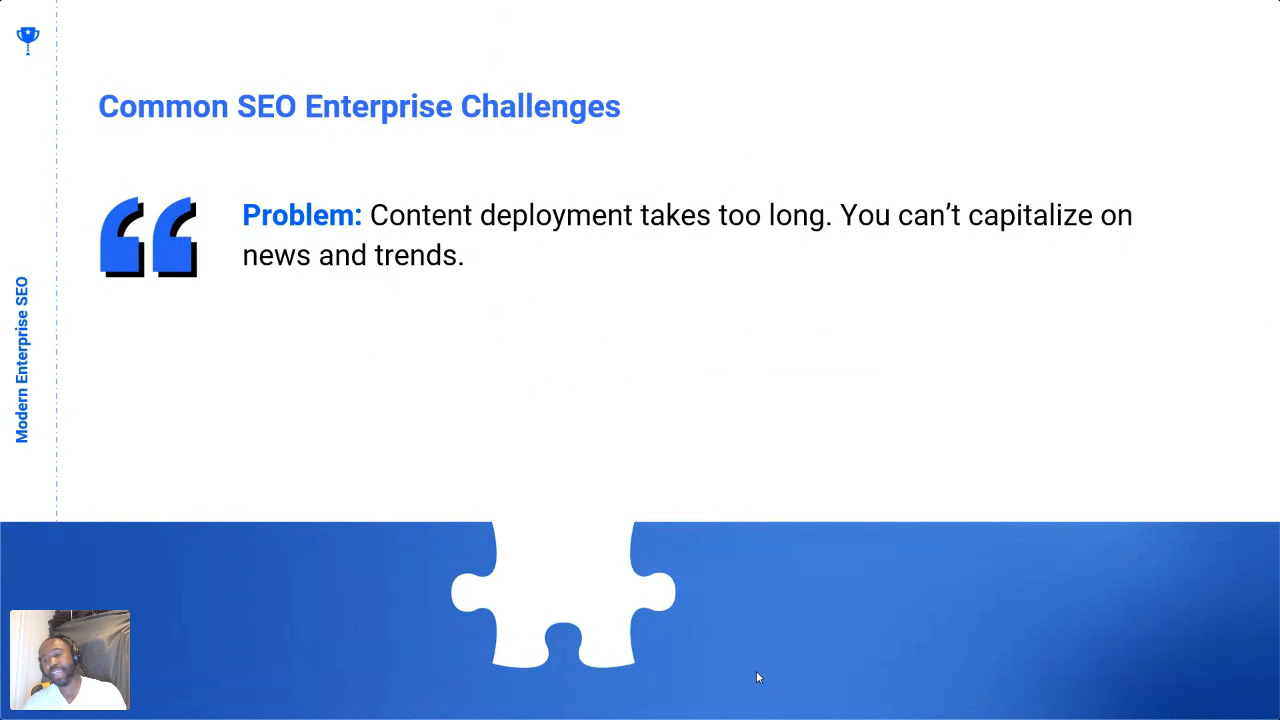 Common SEO Enterprise Challenges
Problem: Content deployment takes too long. You can’t capitalize on
news and trends.
Modern Enterprise SEO